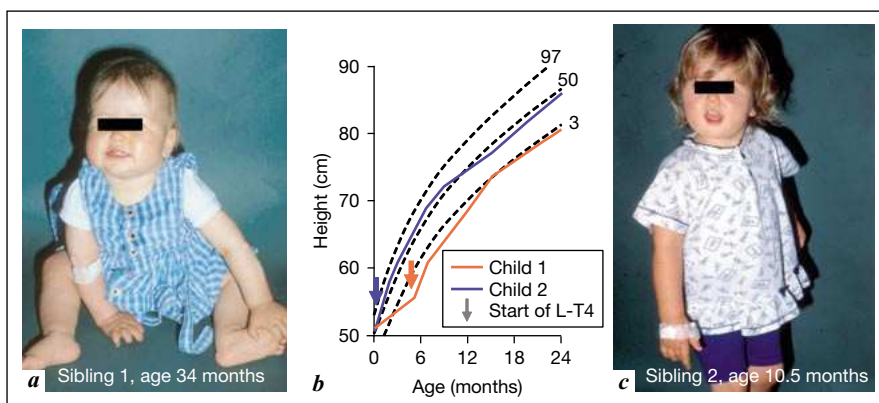 a Sibling 1, age 34 months
b
Height (cm)
90
80
70
60
50
97
50
3
Child 1
Child 2
Start of L-T4
0 6 12 18 24
Age (months)
c Sibling 2, age 10.5 months